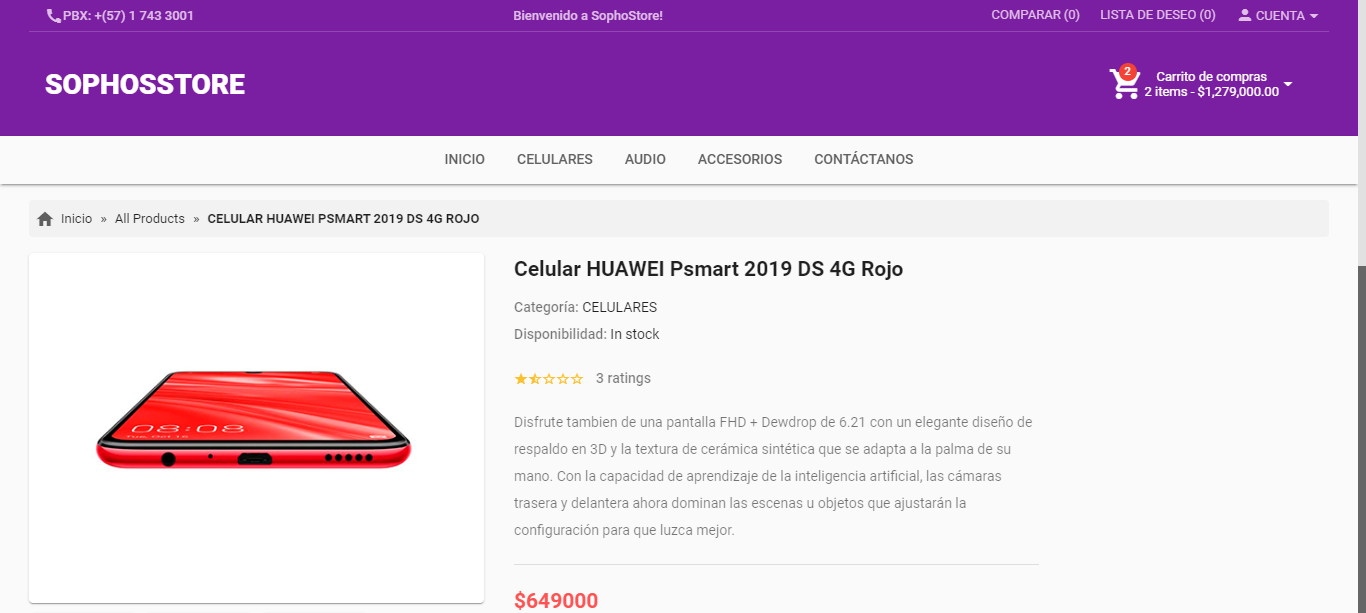 PBX: +(57) 1 743 3001
Bienvenido a SophoStore!
COMPARAR (0)
LISTA DE DESEO (0)
CUENTA
SOPHOSSTORE
2
Carrito de compras
2 items - $1,279,000.00
INICIO
CELULARES
AUDIO
ACCESORIOS
CONTÁCTANOS
Inicio » All Products » CELULAR HUAWEI PSMART 2019 DS 4G ROJO
Celular HUAWEI Psmart 2019 DS 4G Rojo
Categoría: CELULARES
Disponibilidad: In stock
3 ratings
Disfrute tambien de una pantalla FHD + Dewdrop de 6.21 con un elegante diseño de
respaldo en 3D y la textura de cerámica sintética que se adapta a la palma de su
mano. Con la capacidad de aprendizaje de la inteligencia artificial, las cámaras
trasera y delantera ahora dominan las escenas u objetos que ajustarán la
configuración para que luzca mejor.
$649000
08:08